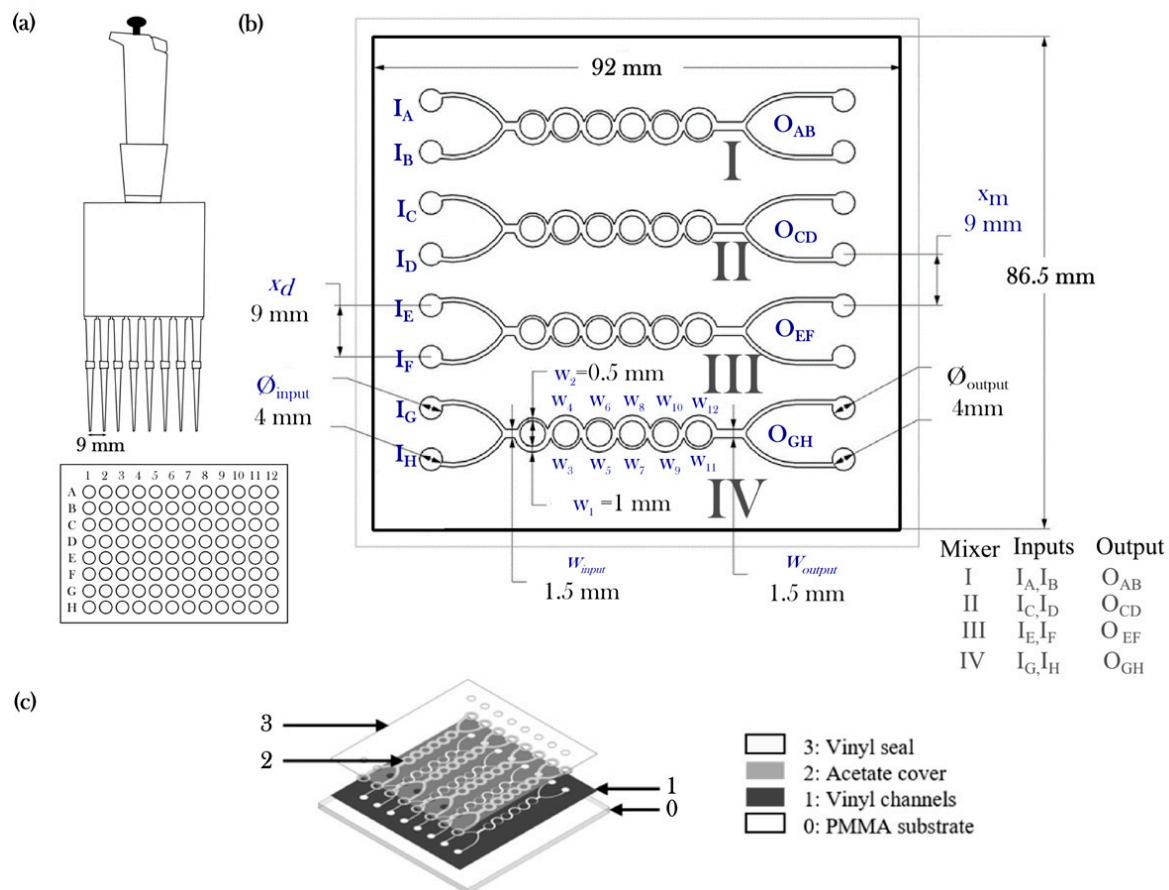 (a)
9 mm
1 2 3 4 5 6 7 8 9 10 11 12
A
B
C
D
E
F
G
H
(b)
92 mm
I_A
I_B
O_AB
I
I_C
I_D
O_CD
II
x_m
9 mm
86.5 mm
x_d
9 mm
I_E
I_F
O_EF
III
Ø_input
4 mm
w_2=0.5 mm
w_4 w_6 w_8 w_10 w_12
Ø_output
4mm
I_G
I_H
O_GH
w_3 w_5 w_7 w_9 w_11
w_1 =1 mm
IV
w_input
1.5 mm
w_output
1.5 mm
Mixer Inputs Output
I I_A,I_B O_AB
II I_C,I_D O_CD
III I_E,I_F O_EF
IV I_G,I_H O_GH
(c)
3
2
1
0
3: Vinyl seal
2: Acetate cover
1: Vinyl channels
0: PMMA substrate